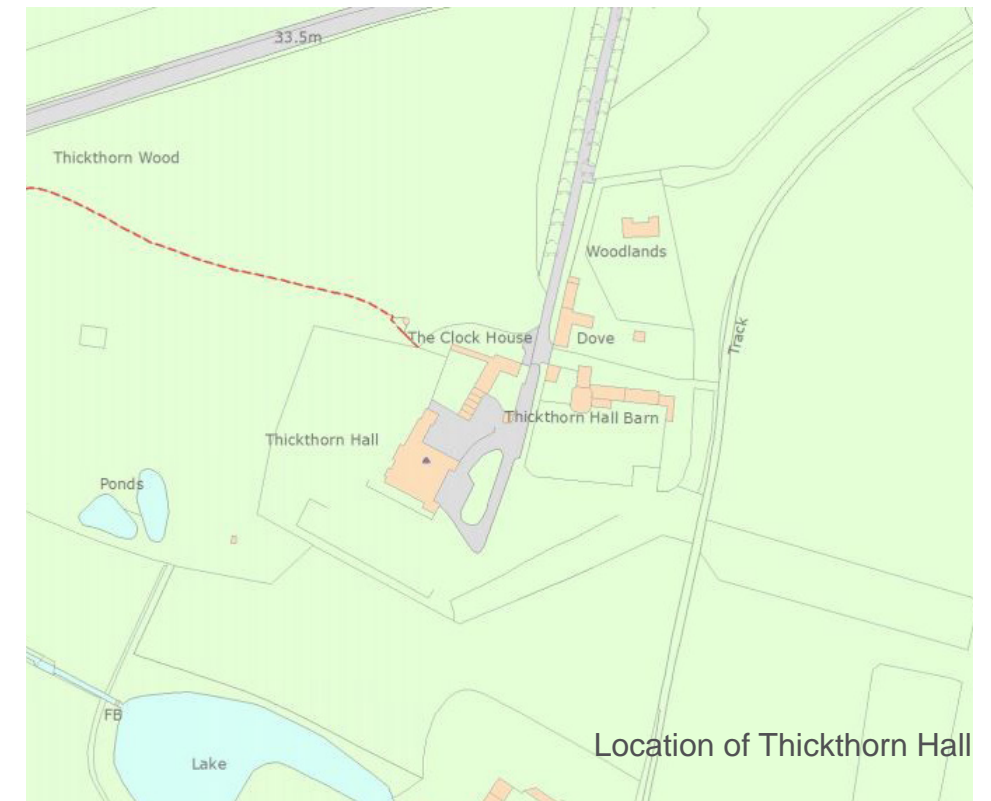 33.5m
Thickthorn Wood
Woodlands
Track
The Clock House
Dove
Thickthorn Hall Barn
Thickthorn Hall
Ponds
FB
Location of Thickthorn Hall
Lake